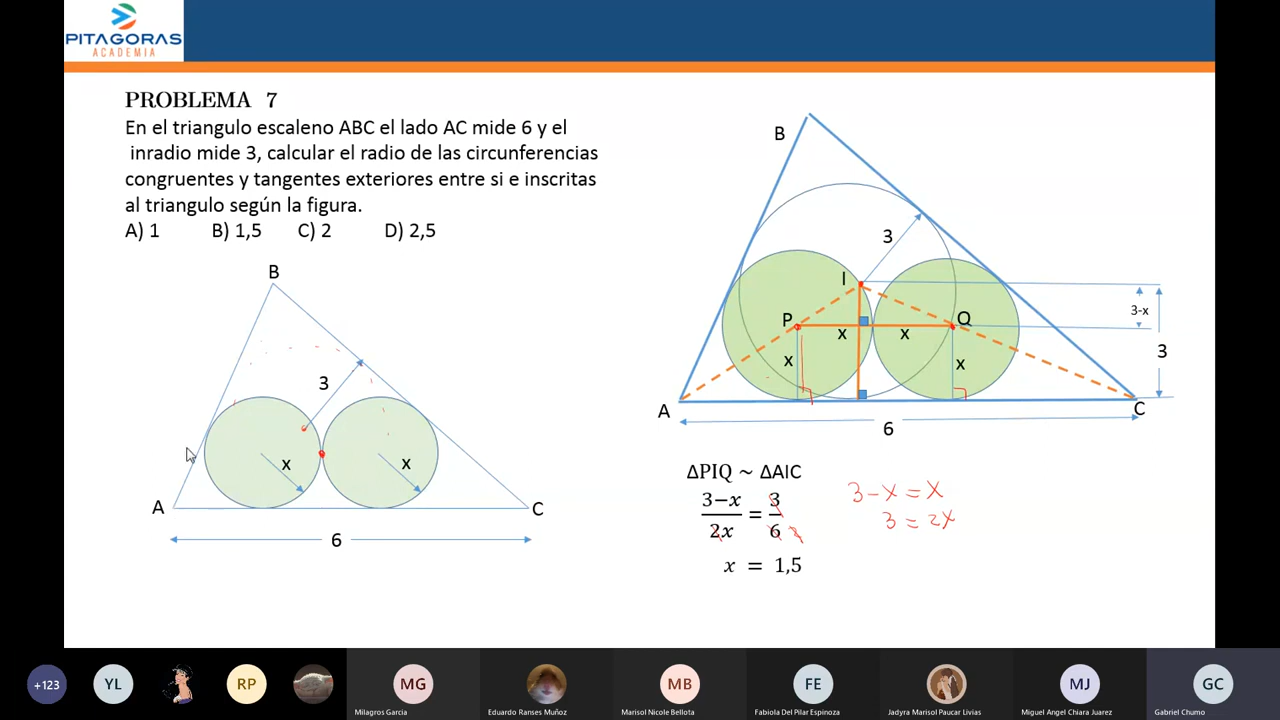 PITAGORAS
ACADEMIA
PROBLEMA 7
En el triangulo escaleno ABC el lado AC mide 6 y el
inradio mide 3, calcular el radio de las circunferencias
congruentes y tangentes exteriores entre si e inscritas
al triangulo según la figura.
A) 1 B) 1,5 C) 2 D) 2,5
B
3
x x
A C
6
B
3
I
3-x
P Q
x x
x x
3
A C
6
∆PIQ ~ ∆AIC
3−x / 2x = 3 / 6 2
x = 1,5
3-x = x
3 = 2x
+123
YL
RP
MG
MB
FE
MJ
GC
Milagros Garcia
Eduardo Ranses Muñoz
Marisol Nicole Bellota
Fabiola Del Pilar Espinoza
Jadyra Marisol Paucar Livias
Miguel Angel Chiara Juarez
Gabriel Chumo